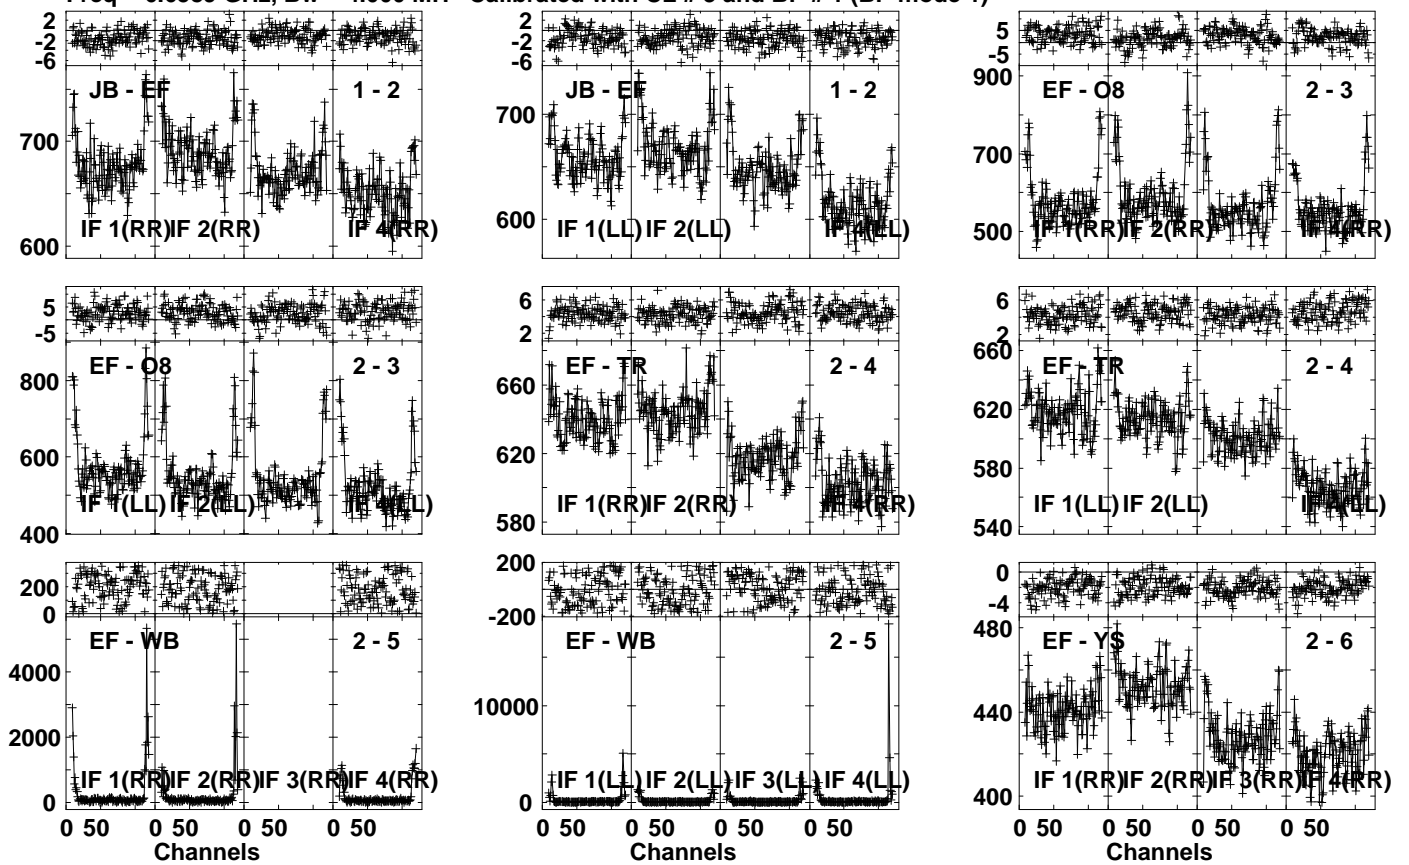 Freq GHz, Bw Calibrated with CL # and BP # 1 (BP mode 1)
2
-2
-6
JB - EF 1 - 2
700
600
IF 1(RR) IF 2(RR) IF 4(RR)
2
-2
-6
JB - EF 1 - 2
700
600
IF 1(LL) IF 2(LL) IF 4(LL)
5
-5
900
700
500
EF - O8 2 - 3
IF 1(RR) IF 2(RR) IF 4(RR)
5
-5
EF - O8 2 - 3
800
600
400
IF 1(LL) IF 2(LL) IF 4(LL)
6
2
EF - TR 2 - 4
660
620
580
IF 1(RR) IF 2(RR) IF 4(RR)
6
2
660
620
580
540
EF - TR 2 - 4
IF 1(LL) IF 2(LL) IF 4(LL)
200
0
EF - WB 2 - 5
4000
2000
0
IF 1(RR) IF 2(RR) IF 3(RR) IF 4(RR)
0 50 0 50 0 50 0 50
Channels
200
-200
EF - WB 2 - 5
10000
0
IF 1(LL) IF 2(LL) IF 3(LL) IF 4(LL)
0 50 0 50 0 50 0 50
0
-4
480
440
400
EF - YS 2 - 6
IF 1(RR) IF 2(RR) IF 3(RR) IF 4(RR)
0 50 0 50 0 50 0 50
Channels